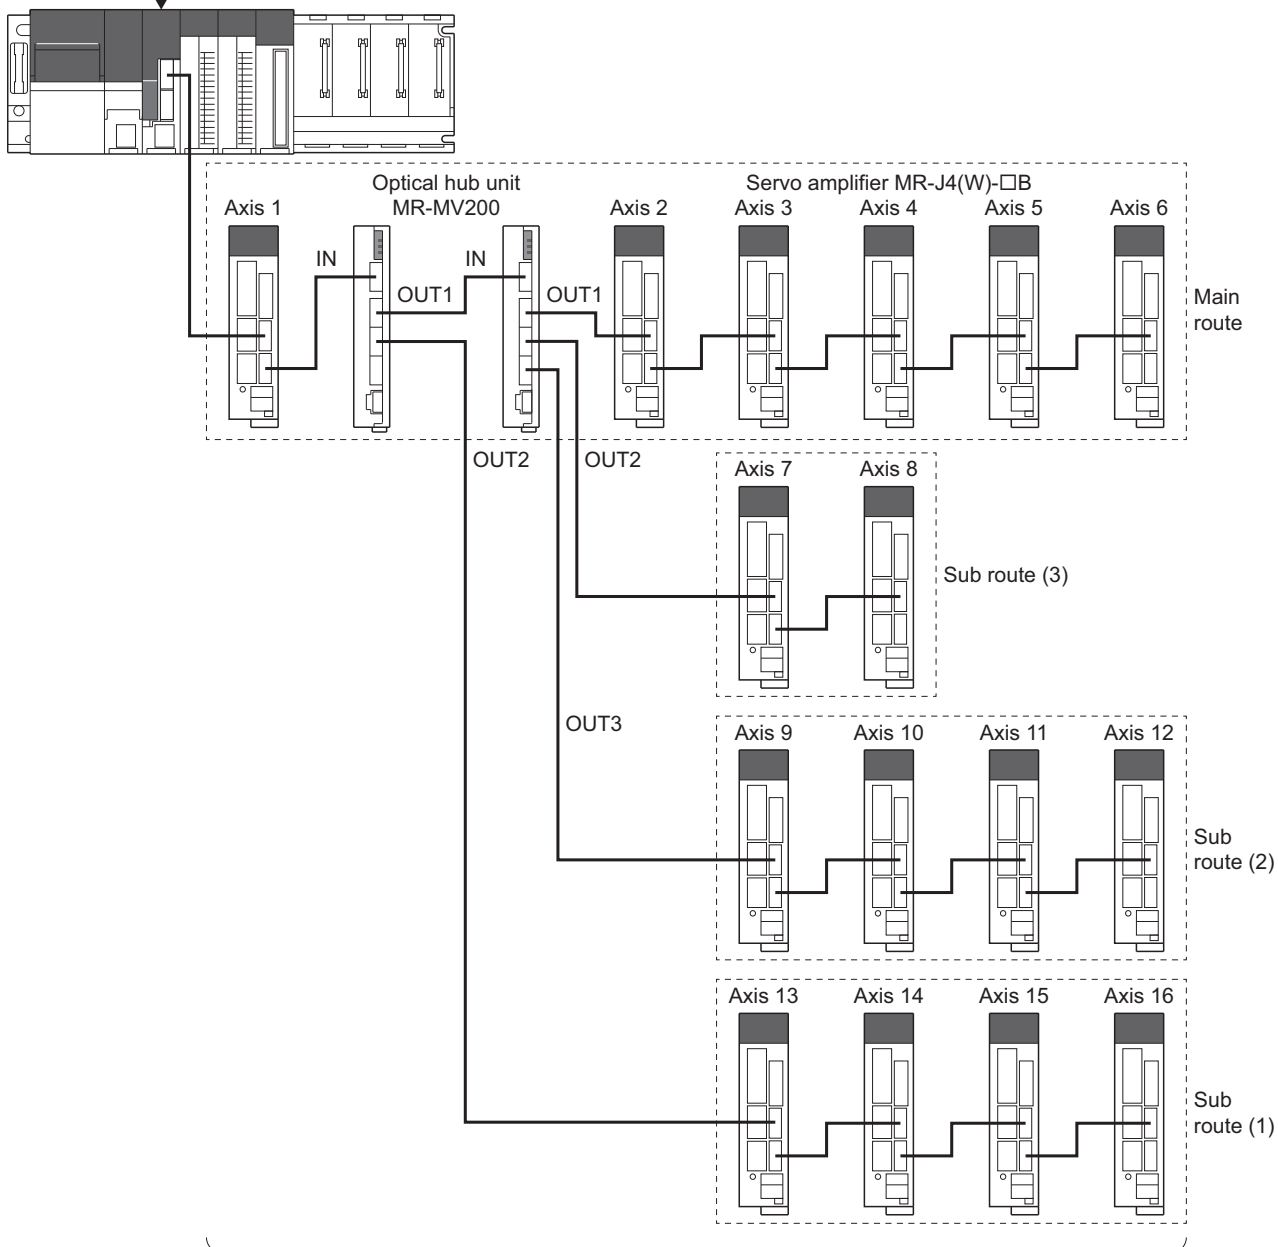 Optical hub unit
MR-MV200
Servo amplifier MR-J4(W)-□B
Axis 1
Axis 2
Axis 3
Axis 4
Axis 5
Axis 6
IN
OUT1
IN
OUT1
Main
route
OUT2
OUT2
Axis 7
Axis 8
Sub route (3)
OUT3
Axis 9
Axis 10
Axis 11
Axis 12
Sub
route (2)
Axis 13
Axis 14
Axis 15
Axis 16
Sub
route (1)